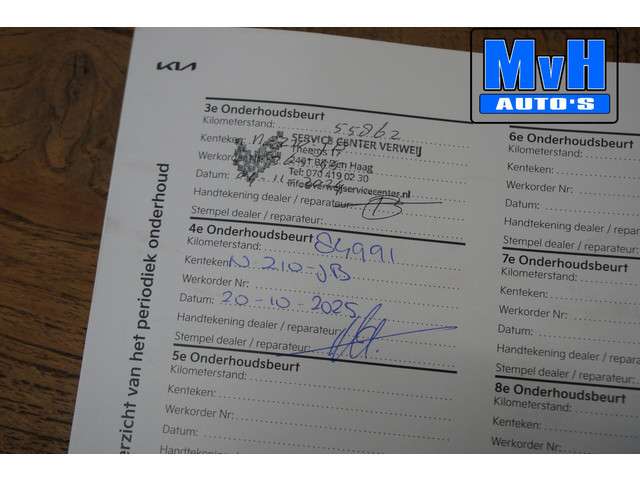 MvH
AUTO'S
KIA
Overzicht van het periodiek onderhoud
3e Onderhoudsbeurt
Kilometerstand: 55862
Kenteken:
Werkorder
Datum:
SERVICE CENTER VERWEIJ
Den Haag
Tel: 070 419 02 30
Handtekening dealer / reparateur:
Stempel dealer / reparateur:
4e Onderhoudsbeurt
Kilometerstand: 84991
Kenteken: N 210-JB
Werkorder Nr:
Datum: 20-10-2025
Handtekening dealer / reparateur:
Stempel dealer / reparateur:
5e Onderhoudsbeurt
Kilometerstand:
Kenteken:
Werkorder Nr:
Datum:
Handtekening dealer / reparateur:
6e Onderhoudsbeurt
Kilometerstand:
Kenteken:
Werkorder Nr:
Datum:
Handtekening dealer /
Stempel dealer / repara
7e Onderhoudsbeurt
Kilometerstand:
Kenteken:
Werkorder Nr:
Datum:
Handtekening dealer / r
Stempel dealer / reparat
8e Onderhoudsbeurt
Kilometerstand:
Kenteken:
Werkorder Nr: